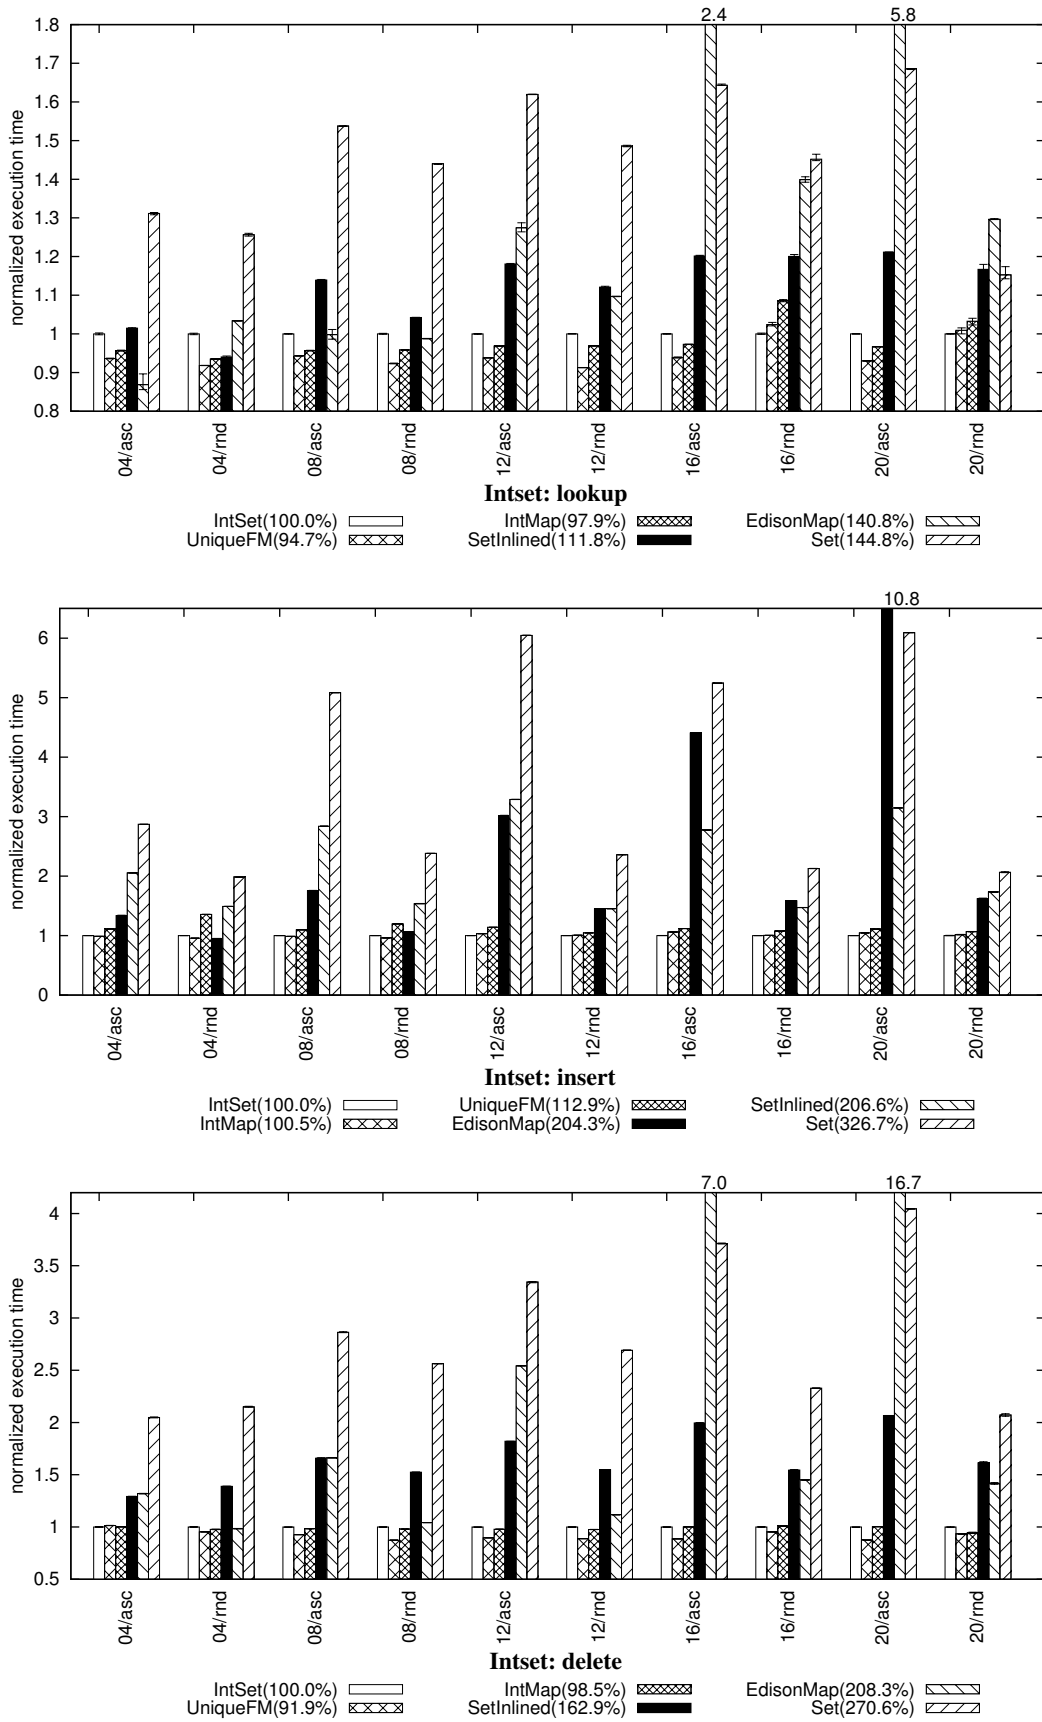 2.4 5.8
1.8
1.7
1.6
1.5
1.4
1.3
1.2
1.1
1
0.9
0.8
normalized execution time
04/asc 04/rnd 08/asc 08/rnd 12/asc 12/rnd 16/asc 16/rnd 20/asc 20/rnd
Intset: lookup
IntSet(100.0%) IntMap(97.9%) EdisonMap(140.8%)
UniqueFM(94.7%) SetInlined(111.8%) Set(144.8%)
10.8
6
5
4
3
2
1
0
normalized execution time
04/asc 04/rnd 08/asc 08/rnd 12/asc 12/rnd 16/asc 16/rnd 20/asc 20/rnd
Intset: insert
IntSet(100.0%) UniqueFM(112.9%) SetInlined(206.6%)
IntMap(100.5%) EdisonMap(204.3%) Set(326.7%)
7.0 16.7
4
3.5
3
2.5
2
1.5
1
0.5
normalized execution time
04/asc 04/rnd 08/asc 08/rnd 12/asc 12/rnd 16/asc 16/rnd 20/asc 20/rnd
Intset: delete
IntSet(100.0%) IntMap(98.5%) EdisonMap(208.3%)
UniqueFM(91.9%) SetInlined(162.9%) Set(270.6%)